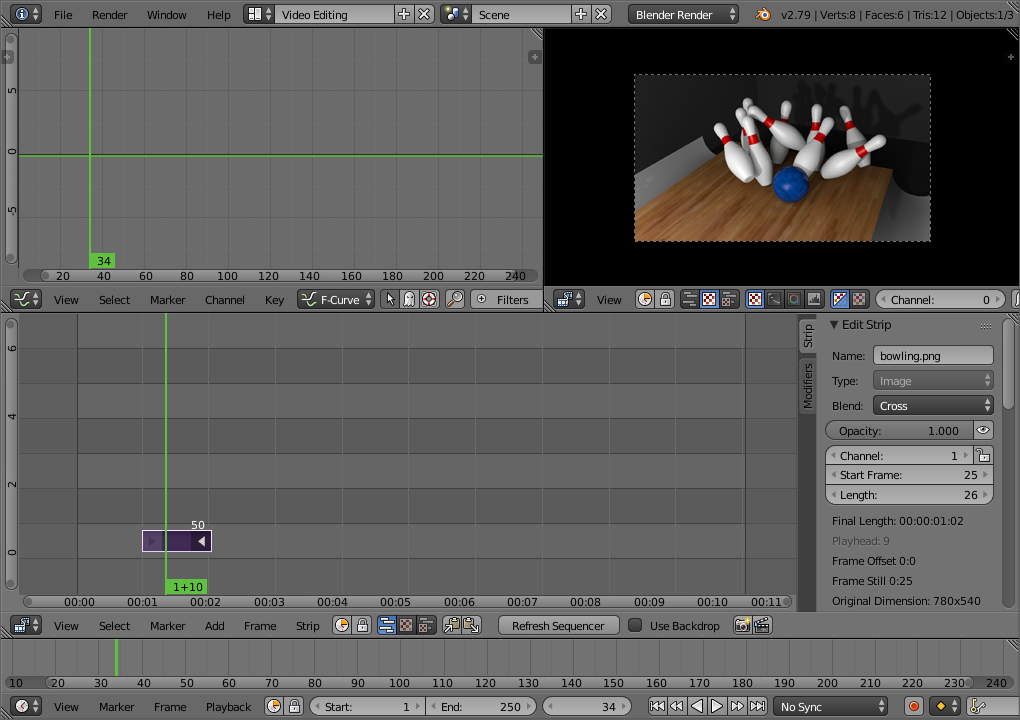 File Render Window Help Video Editing Scene Blender Render v2.79 | Verts:8 | Faces:6 | Tris:12 | Objects:1/3
5
0
-5
34
20 40 60 80 100 120 140 160 180 200 220 240
View Select Marker Channel Key F-Curve Filters
View Channel: 0
6
4
2
0
50
1+10
00:00 00:01 00:02 00:03 00:04 00:05 00:06 00:07 00:08 00:09 00:10 00:11
Strip
Modifiers
Edit Strip
Name: bowling.png
Type: Image
Blend: Cross
Opacity: 1.000
Channel: 1
Start Frame: 25
Length: 26
Final Length: 00:00:01:02
Playhead: 9
Frame Offset 0:0
Frame Still 0:25
Original Dimension: 780x540
View Select Marker Add Frame Strip Refresh Sequencer Use Backdrop
10 20 30 40 50 60 70 80 90 100 110 120 130 140 150 160 170 180 190 200 210 220 230 240
View Marker Frame Playback Start: 1 End: 250 34 No Sync